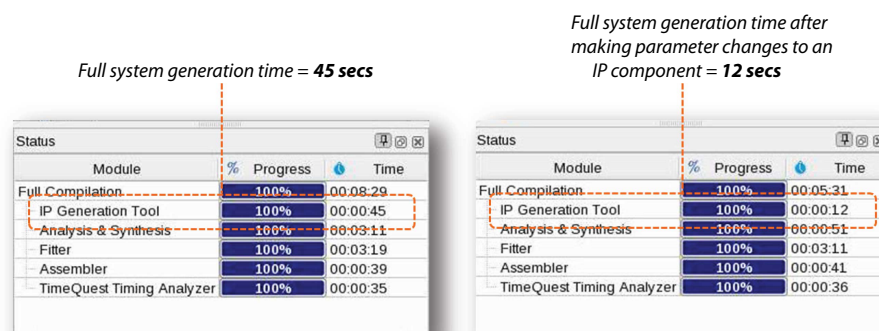 Full system generation time = 45 secs
Status
Module % Progress Time
Full Compilation 100% 00:08:29
IP Generation Tool 100% 00:00:45
Analysis & Synthesis 100% 00:03:11
Fitter 100% 00:03:19
Assembler 100% 00:00:39
TimeQuest Timing Analyzer 100% 00:00:35
Full system generation time after
making parameter changes to an
IP component = 12 secs
Status
Module % Progress Time
Full Compilation 100% 00:05:31
IP Generation Tool 100% 00:00:12
Analysis & Synthesis 100% 00:00:51
Fitter 100% 00:03:11
Assembler 100% 00:00:41
TimeQuest Timing Analyzer 100% 00:00:36